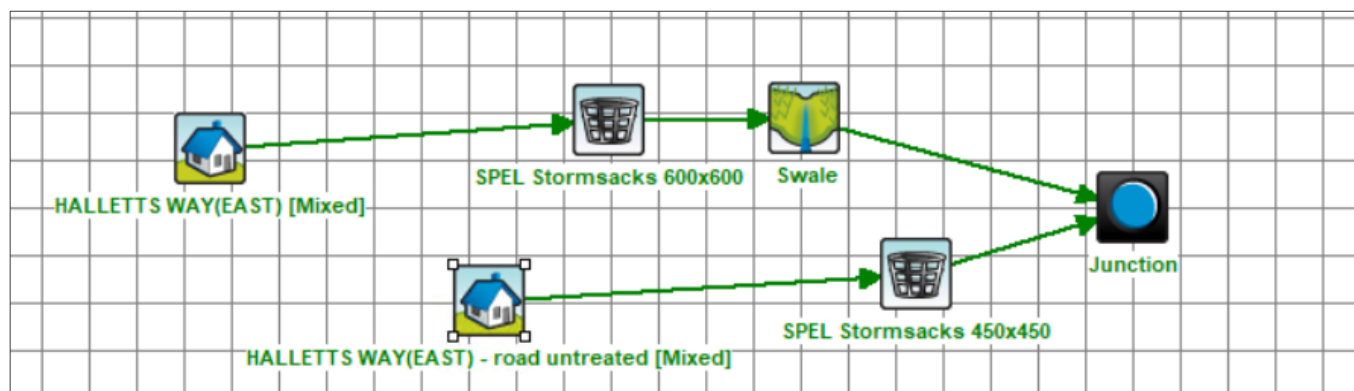 SPEL Stormsacks 600x600
Swale
HALLETTS WAY(EAST) [Mixed]
Junction
SPEL Stormsacks 450x450
HALLETTS WAY(EAST) - road untreated [Mixed]